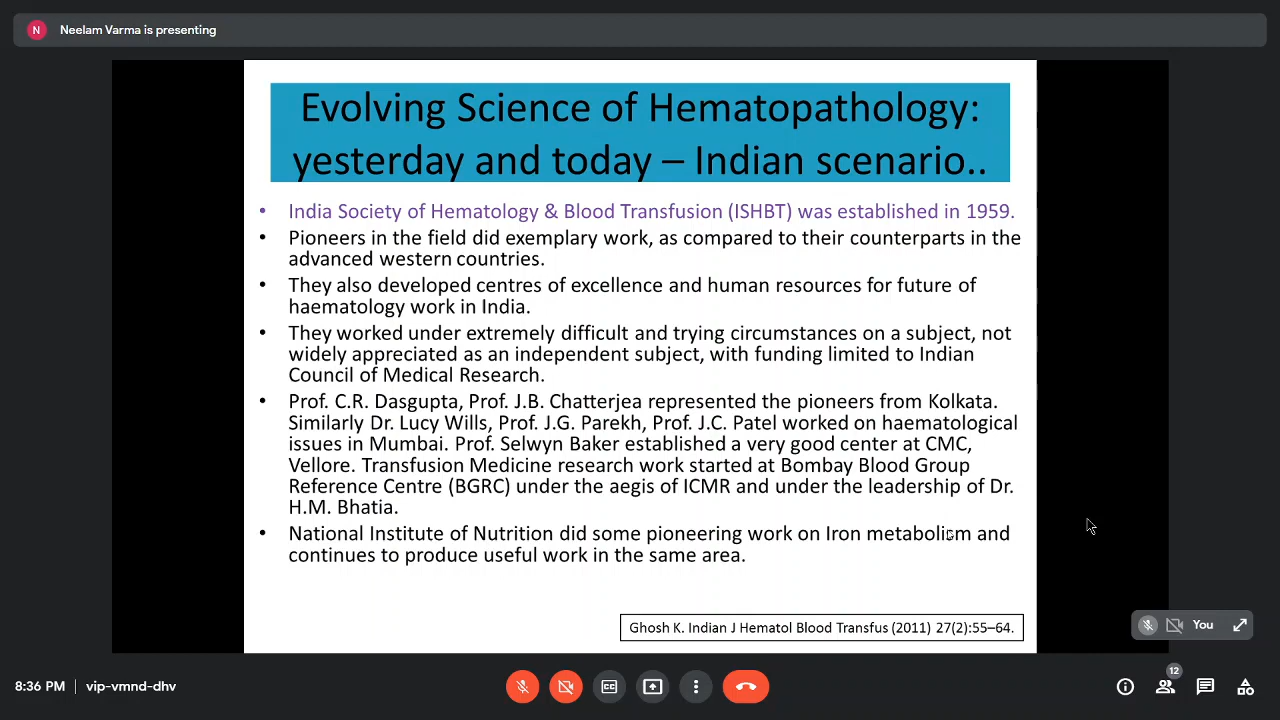 N Neelam Varma is presenting
Evolving Science of Hematopathology:
yesterday and today – Indian scenario..
• India Society of Hematology & Blood Transfusion (ISHBT) was established in 1959.
• Pioneers in the field did exemplary work, as compared to their counterparts in the
advanced western countries.
• They also developed centres of excellence and human resources for future of
haematology work in India.
• They worked under extremely difficult and trying circumstances on a subject, not
widely appreciated as an independent subject, with funding limited to Indian
Council of Medical Research.
• Prof. C.R. Dasgupta, Prof. J.B. Chatterjea represented the pioneers from Kolkata.
Similarly Dr. Lucy Wills, Prof. J.G. Parekh, Prof. J.C. Patel worked on haematological
issues in Mumbai. Prof. Selwyn Baker established a very good center at CMC,
Vellore. Transfusion Medicine research work started at Bombay Blood Group
Reference Centre (BGRC) under the aegis of ICMR and under the leadership of Dr.
H.M. Bhatia.
• National Institute of Nutrition did some pioneering work on Iron metabolism and
continues to produce useful work in the same area.
Ghosh K. Indian J Hematol Blood Transfus (2011) 27(2):55–64.
You
8:36 PM | vip-vmnd-dhv
CC
12